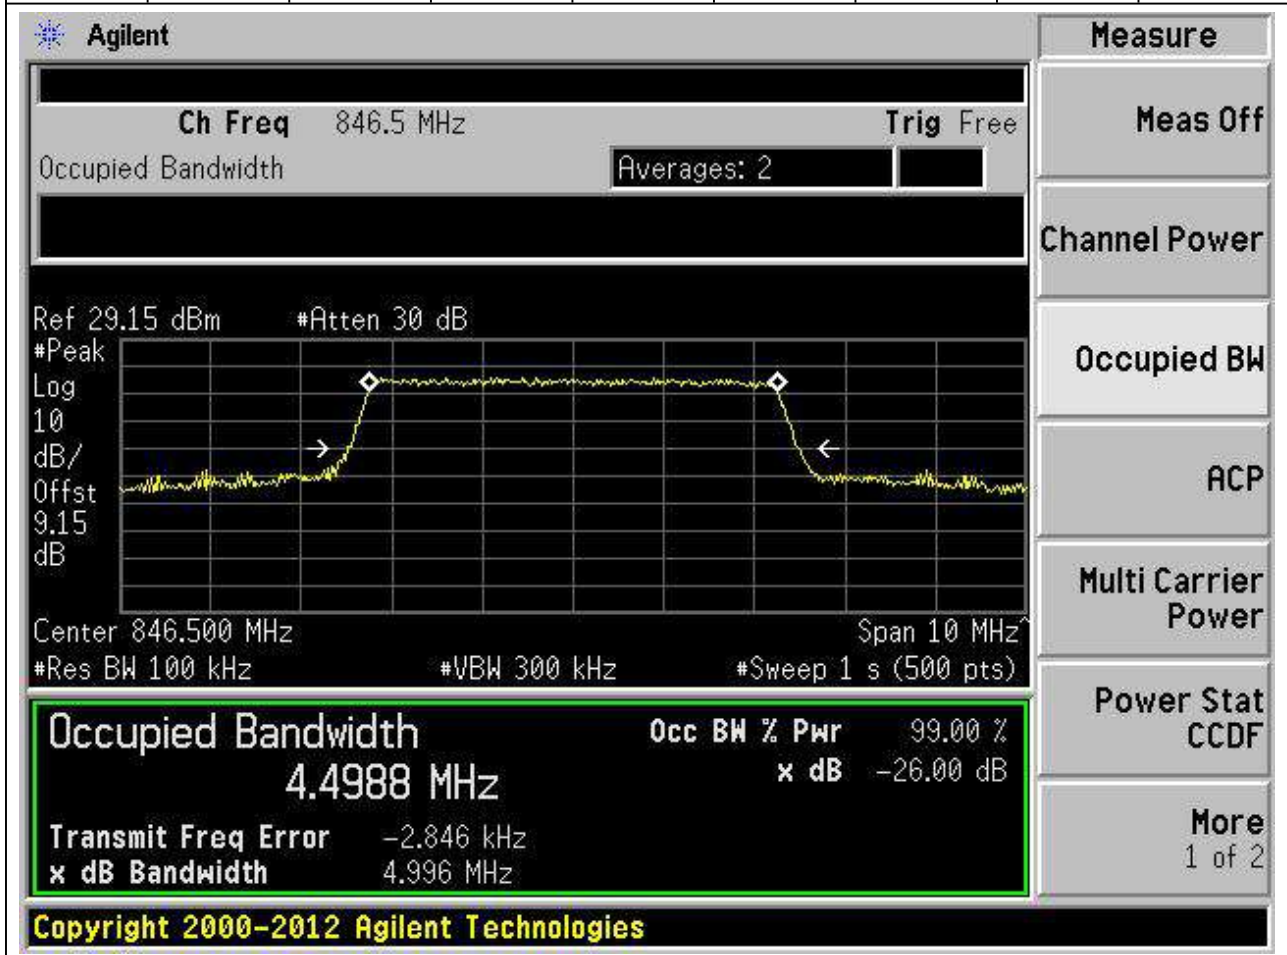 Agilent
Measure
Ch Freq 846.5 MHz Trig Free
Meas Off
Occupied Bandwidth Averages: 2
Channel Power
Ref 29.15 dBm #Atten 30 dB
#Peak
Log
10
dB/
Offst
9.15
dB
Occupied BW
ACP
Center 846.500 MHz Span 10 MHz^
#Res BW 100 kHz #VBW 300 kHz #Sweep 1 s (500 pts)
Multi Carrier
Power
Occupied Bandwidth Occ BW % Pwr 99.00 %
4.4988 MHz x dB -26.00 dB
Transmit Freq Error -2.846 kHz
x dB Bandwidth 4.996 MHz
Power Stat
CCDF
More
1 of 2
Copyright 2000-2012 Agilent Technologies